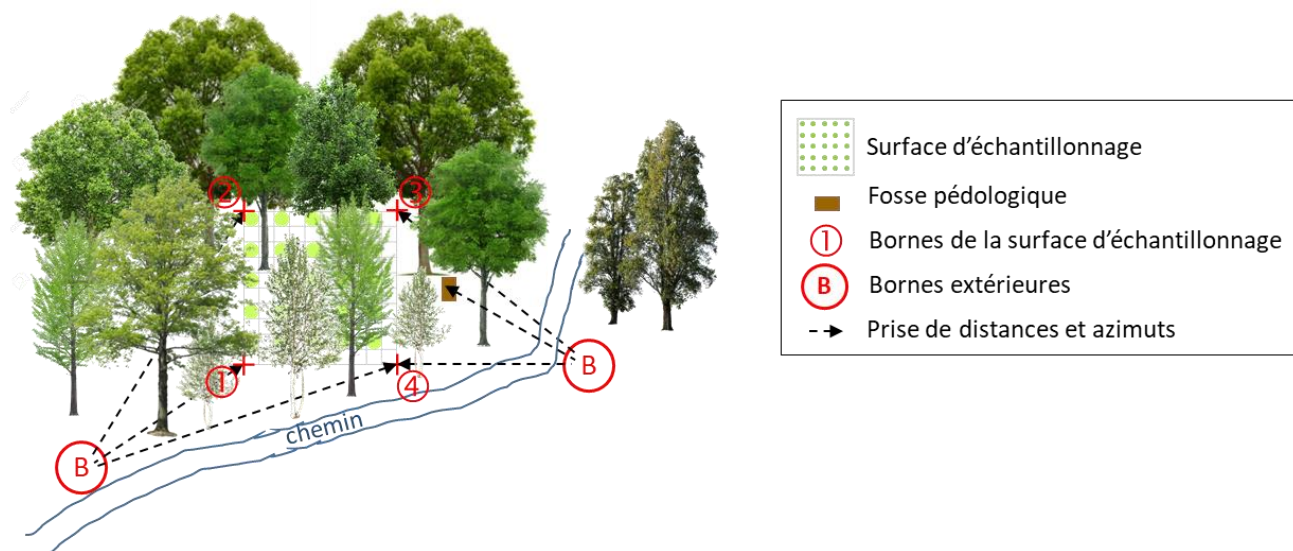 ②
③
①
④
B
B
chemin
Surface d’échantillonnage
Fosse pédologique
① Bornes de la surface d’échantillonnage
B Bornes extérieures
Prise de distances et azimuts